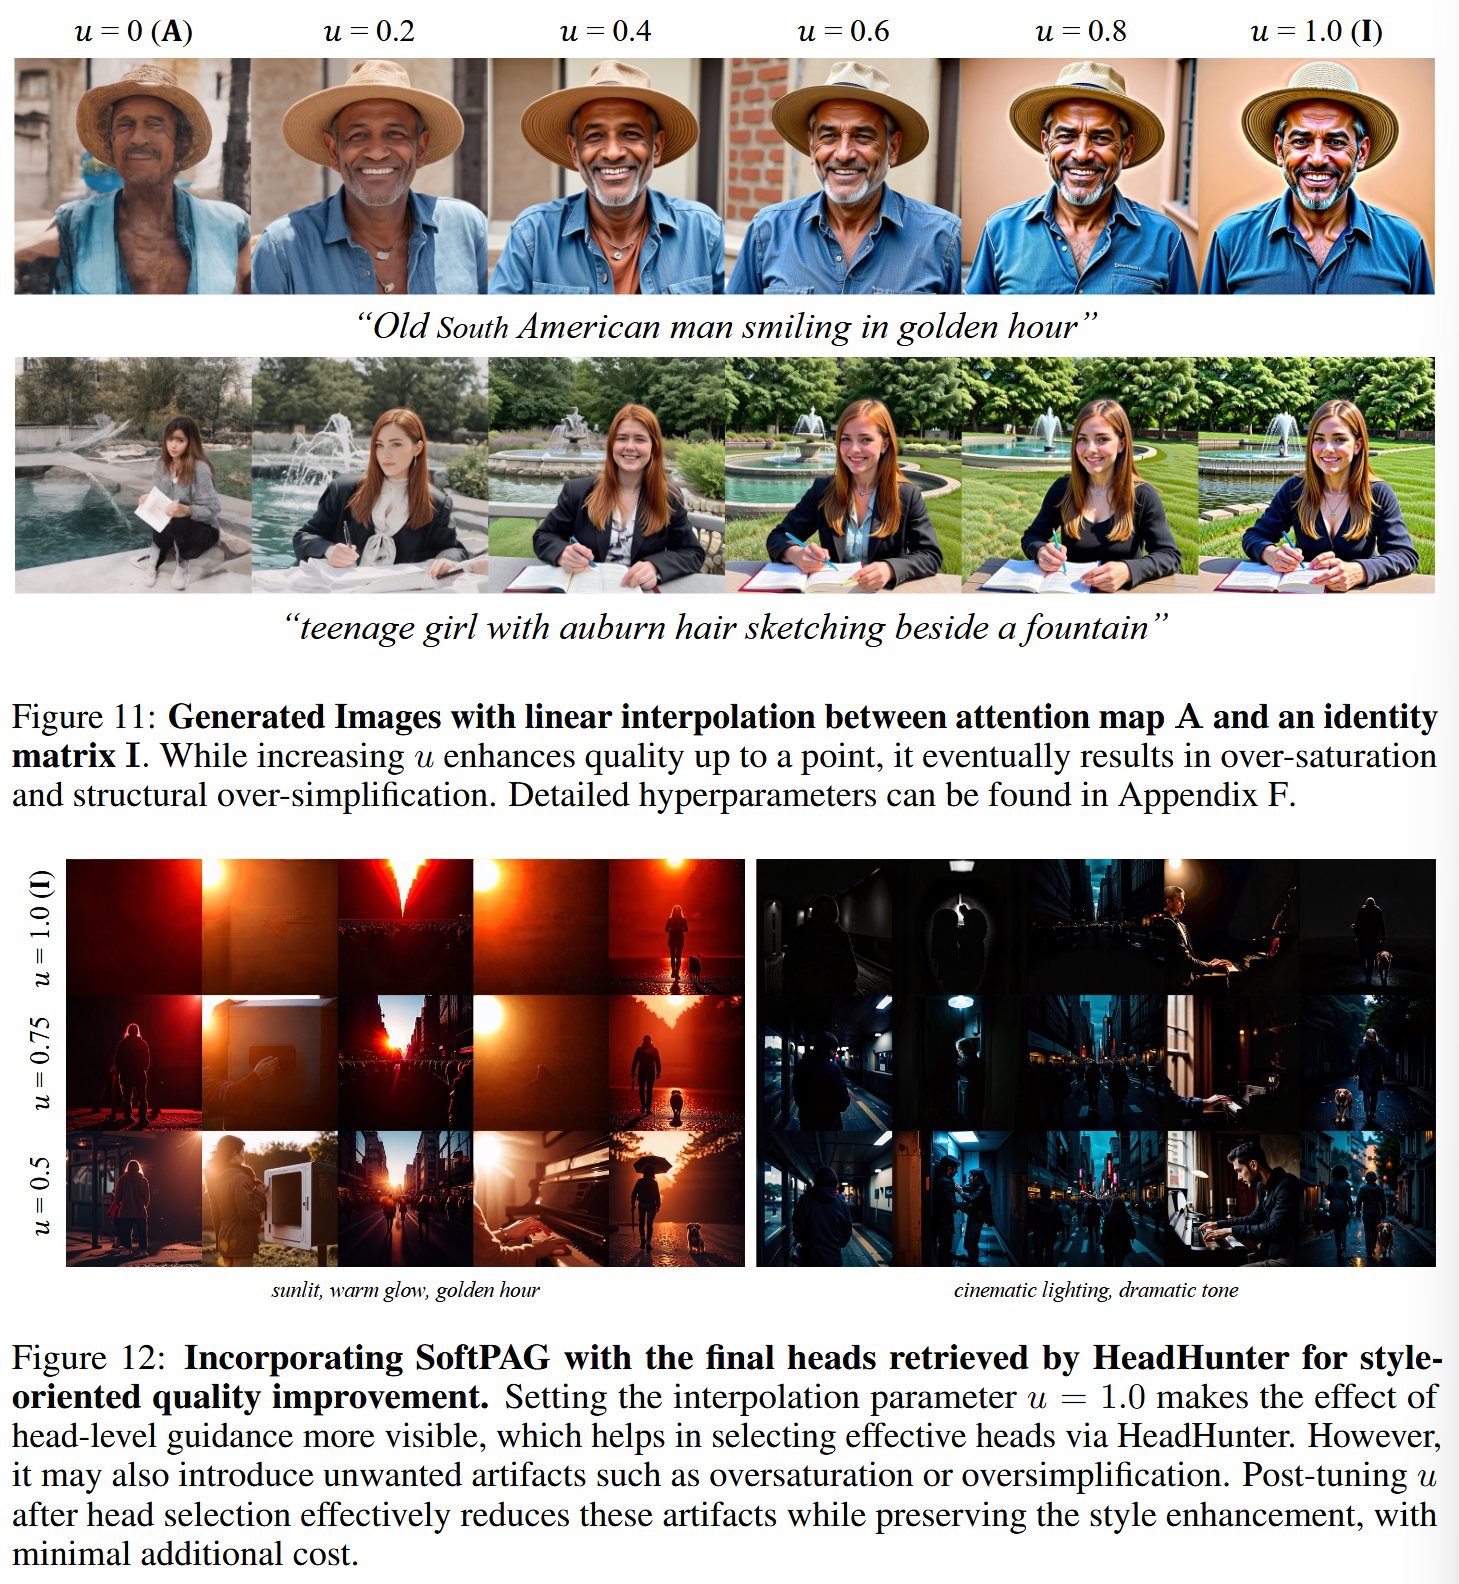 u = 0 (A) u = 0.2 u = 0.4 u = 0.6 u = 0.8 u = 1.0 (I)
“Old South American man smiling in golden hour”
“teenage girl with auburn hair sketching beside a fountain”
Figure 11: Generated Images with linear interpolation between attention map A and an identity
matrix I. While increasing u enhances quality up to a point, it eventually results in over-saturation
and structural over-simplification. Detailed hyperparameters can be found in Appendix F.
u = 1.0 (I)
u = 0.75
u = 0.5
sunlit, warm glow, golden hour
cinematic lighting, dramatic tone
Figure 12: Incorporating SoftPAG with the final heads retrieved by HeadHunter for style-
oriented quality improvement. Setting the interpolation parameter u = 1.0 makes the effect of
head-level guidance more visible, which helps in selecting effective heads via HeadHunter. However,
it may also introduce unwanted artifacts such as oversaturation or oversimplification. Post-tuning u
after head selection effectively reduces these artifacts while preserving the style enhancement, with
minimal additional cost.